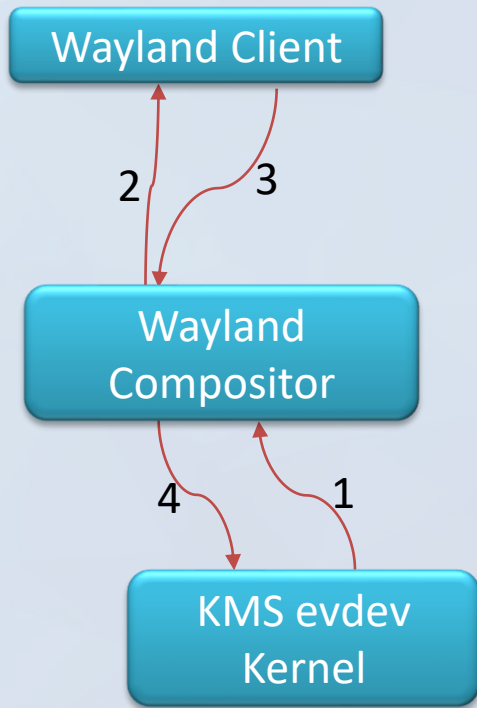 Wayland Client
2
3
Wayland
Compositor
4
1
KMS evdev
Kernel